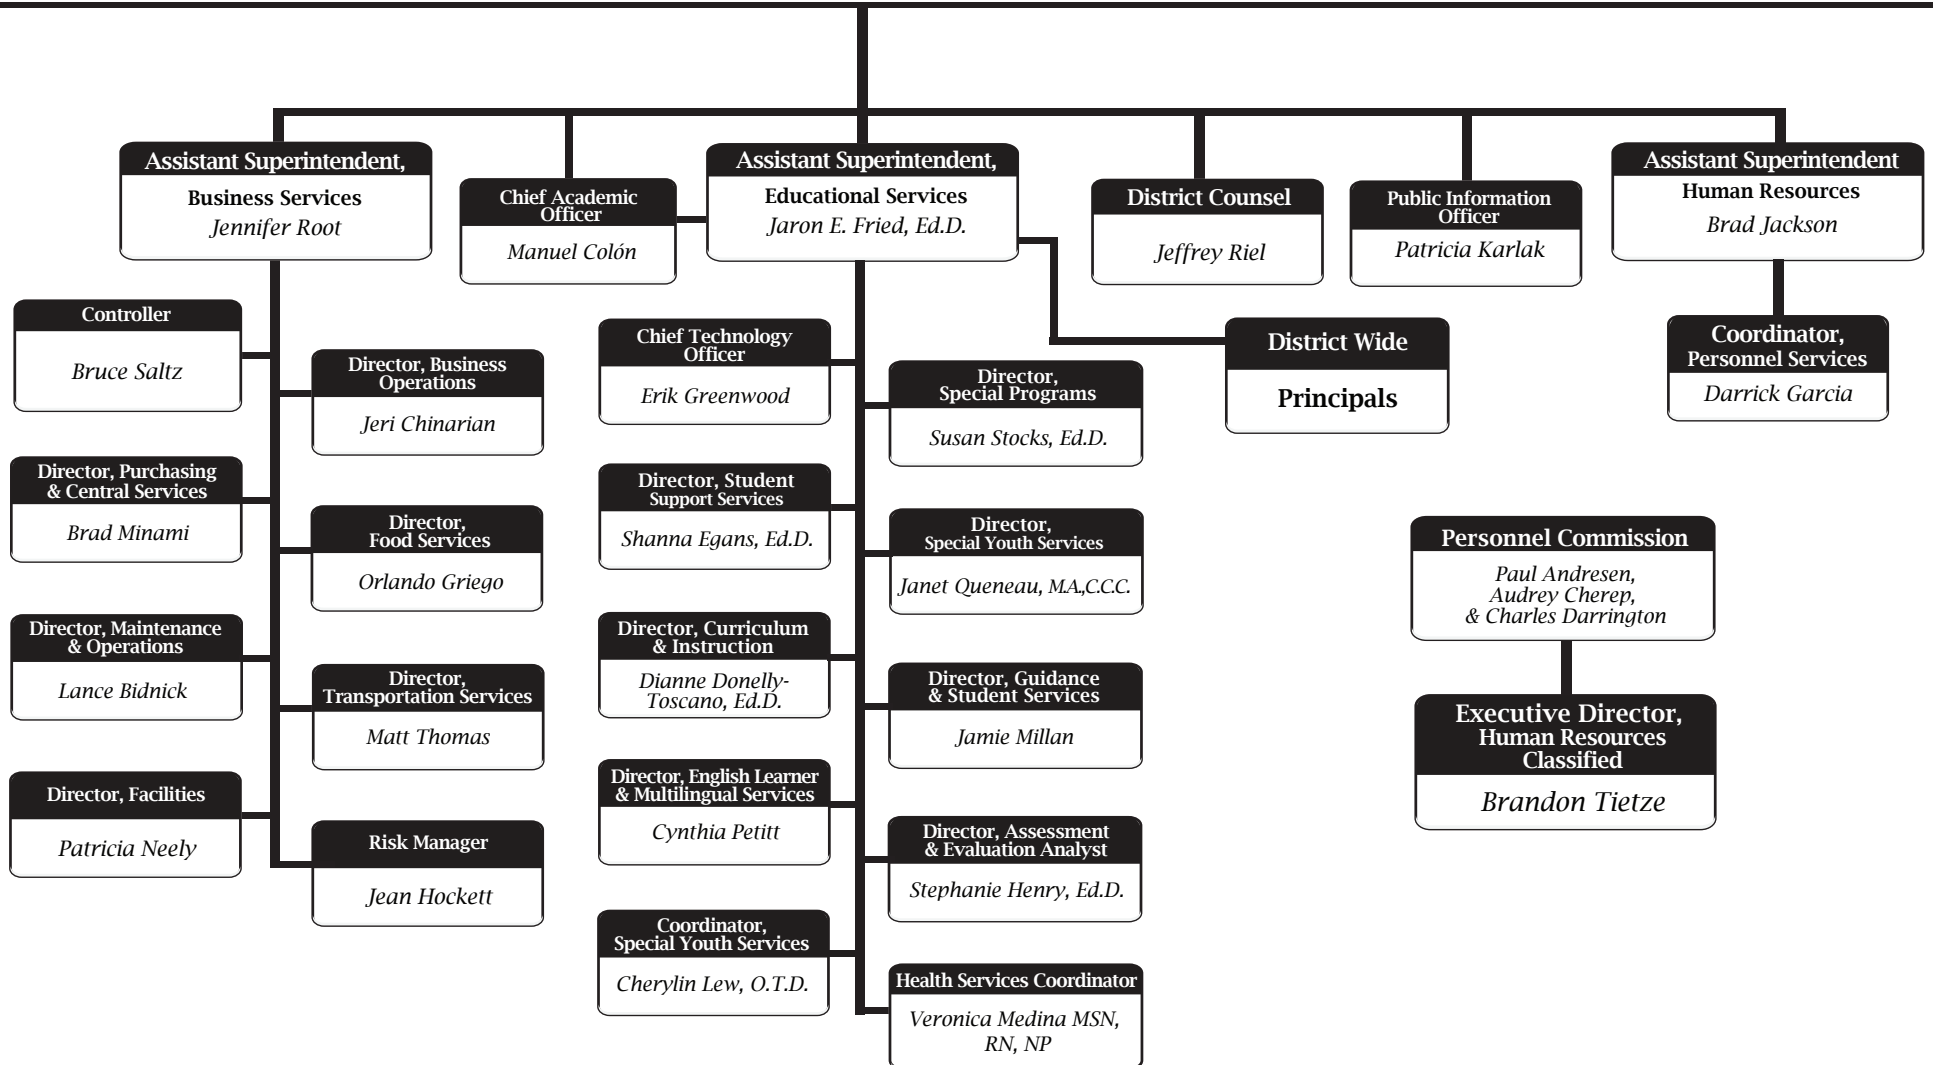 Assistant Superintendent,
Business Services
Jennifer Root
Chief Academic
Officer
Manuel Colón
Assistant Superintendent,
Educational Services
Jaron E. Fried, Ed.D.
District Counsel
Jeffrey Riel
Public Information
Officer
Patricia Karlak
Assistant Superintendent
Human Resources
Brad Jackson
Controller
Bruce Saltz
Director, Business
Operations
Jeri Chinarian
Director, Purchasing
& Central Services
Brad Minami
Director,
Food Services
Orlando Griego
Director, Maintenance
& Operations
Lance Bidnick
Director,
Transportation Services
Matt Thomas
Director, Facilities
Patricia Neely
Risk Manager
Jean Hockett
Chief Technology
Officer
Erik Greenwood
Director,
Special Programs
Susan Stocks, Ed.D.
Director, Student
Support Services
Shanna Egans, Ed.D.
Director,
Special Youth Services
Janet Queneau, M.A.,C.C.C.
Director, Curriculum
& Instruction
Dianne Donelly-
Toscano, Ed.D.
Director, Guidance
& Student Services
Jamie Millan
Director, English Learner
& Multilingual Services
Cynthia Petitt
Director, Assessment
& Evaluation Analyst
Stephanie Henry, Ed.D.
Coordinator,
Special Youth Services
Cherylin Lew, O.T.D.
Health Services Coordinator
Veronica Medina MSN,
RN, NP
District Wide
Principals
Coordinator,
Personnel Services
Darrick Garcia
Personnel Commission
Paul Andresen,
Audrey Cherep,
& Charles Darrington
Executive Director,
Human Resources
Classified
Brandon Tietze